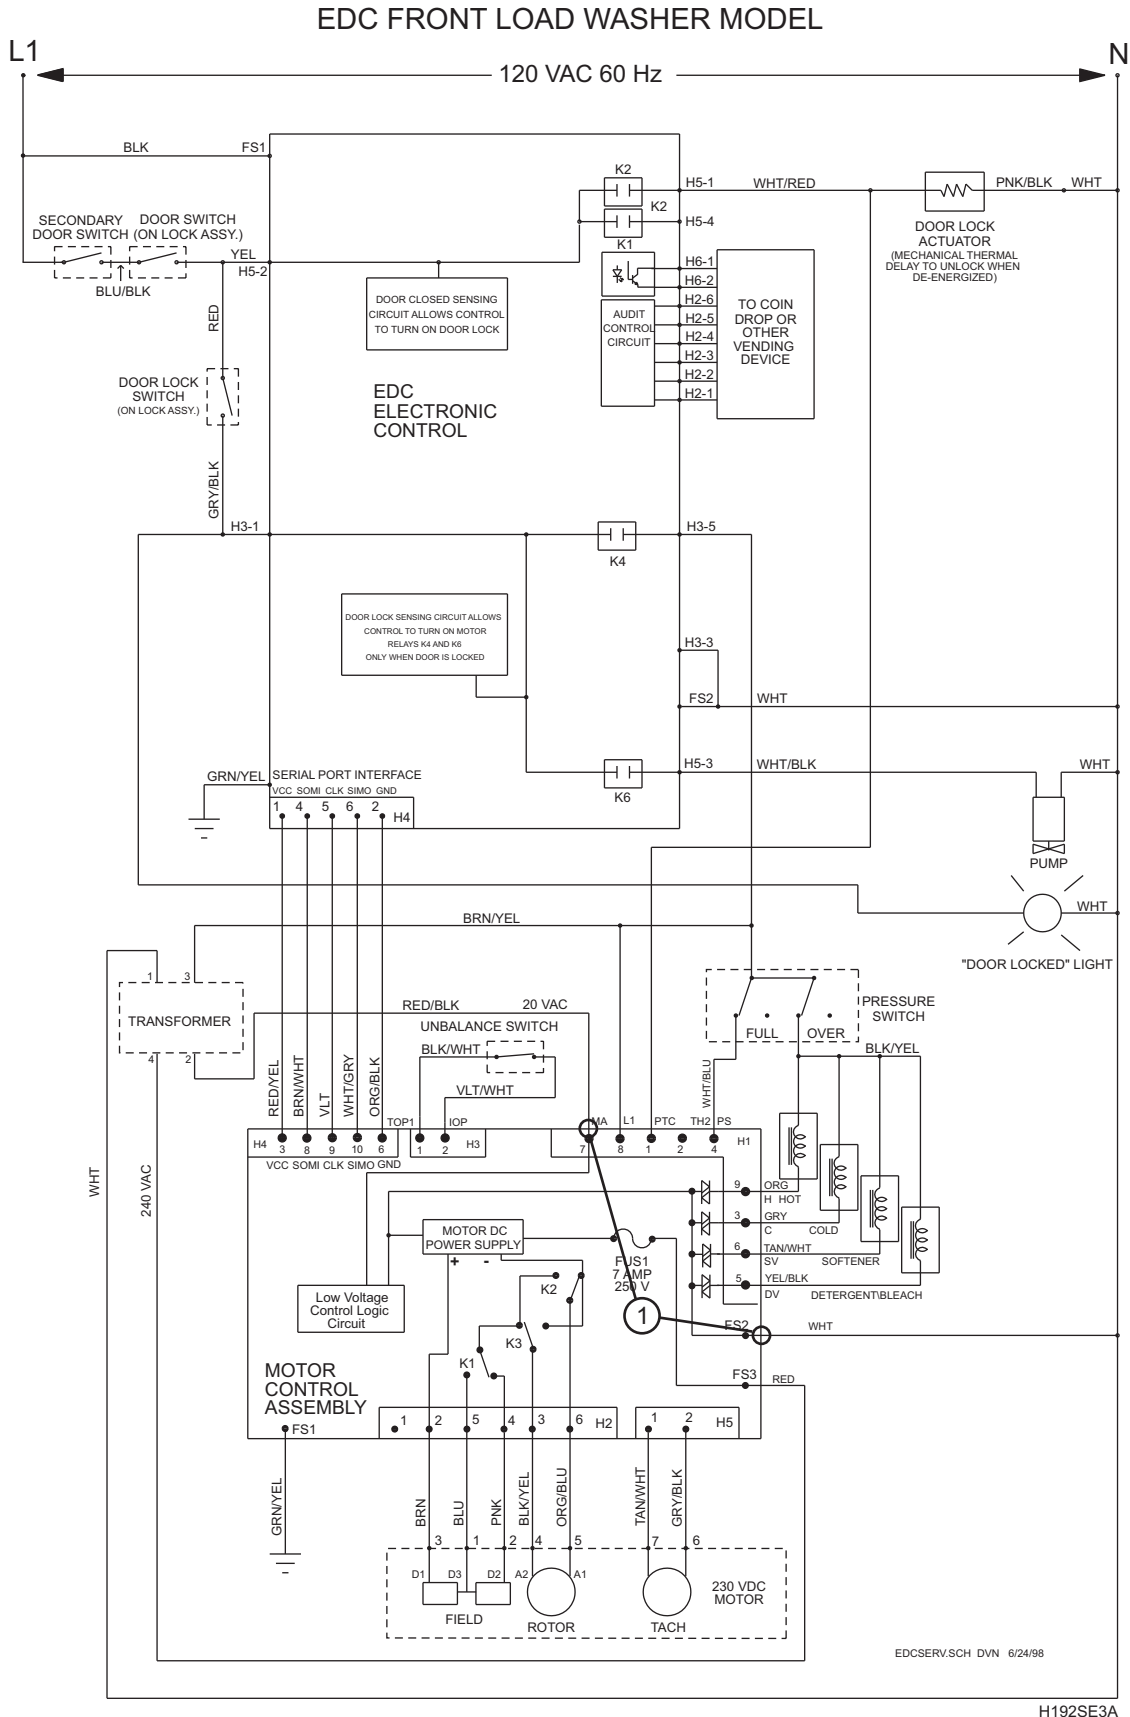 EDC FRONT LOAD WASHER MODEL
L1
N
120 VAC 60 Hz
BLK
FS1
K2
H5-1
WHT/RED
PNK/BLK
WHT
K2
H5-4
SECONDARY
DOOR SWITCH
DOOR SWITCH
(ON LOCK ASSY.)
YEL
H5-2
BLU/BLK
DOOR LOCK
ACTUATOR
(MECHANICAL THERMAL
DELAY TO UNLOCK WHEN
DE-ENERGIZED)
K1
H6-1
H6-2
H2-6
H2-5
H2-4
H2-3
H2-2
H2-1
DOOR CLOSED SENSING
CIRCUIT ALLOWS CONTROL
TO TURN ON DOOR LOCK
AUDIT
CONTROL
CIRCUIT
TO COIN
DROP OR
OTHER
VENDING
DEVICE
RED
DOOR LOCK
SWITCH
(ON LOCK ASSY.)
EDC
ELECTRONIC
CONTROL
GRY/BLK
H3-1
H3-5
K4
DOOR LOCK SENSING CIRCUIT ALLOWS
CONTROL TO TURN ON MOTOR
RELAYS K4 AND K6
ONLY WHEN DOOR IS LOCKED
H3-3
FS2
WHT
H5-3
WHT/BLK
WHT
K6
GRN/YEL
SERIAL PORT INTERFACE
VCC SOMI CLK SIMO GND
1 4 5 6 2
H4
PUMP
WHT
"DOOR LOCKED" LIGHT
BRN/YEL
1 3
TRANSFORMER
4 2
RED/BLK
20 VAC
UNBALANCE SWITCH
BLK/WHT
VLT/WHT
PRESSURE
SWITCH
FULL
OVER
BLK/YEL
RED/YEL
BRN/WHT
VLT
WHT/GRY
ORG/BLK
WHT/BLU
WHT
240 VAC
TOP1
IOP
MA
L1
PTC
TH2
PS
H4
3 8 9 10 6
1 2
H3
7 8 1 2 4
H1
VCC SOMI CLK SIMO GND
9
ORG
H HOT
3
GRY
C
COLD
6
TAN/WHT
SV
SOFTENER
5
YEL/BLK
DV
DETERGENT\BLEACH
MOTOR DC
POWER SUPPLY
+ -
FUS1
7 AMP
250 V
Low Voltage
Control Logic
Circuit
K2
K3
K1
1
FS2
WHT
FS3
RED
MOTOR
CONTROL
ASSEMBLY
FS1
1 2 5 4 3 6
H2
1 2
H5
GRN/YEL
BRN
BLU
PNK
BLK/YEL
ORG/BLU
TAN/WHT
GRY/BLK
3 1 2 4 5 7 6
D1 D3 D2 A2 A1
FIELD
ROTOR
TACH
230 VDC
MOTOR
EDCSERV.SCH DVN 6/24/98
H192SE3A